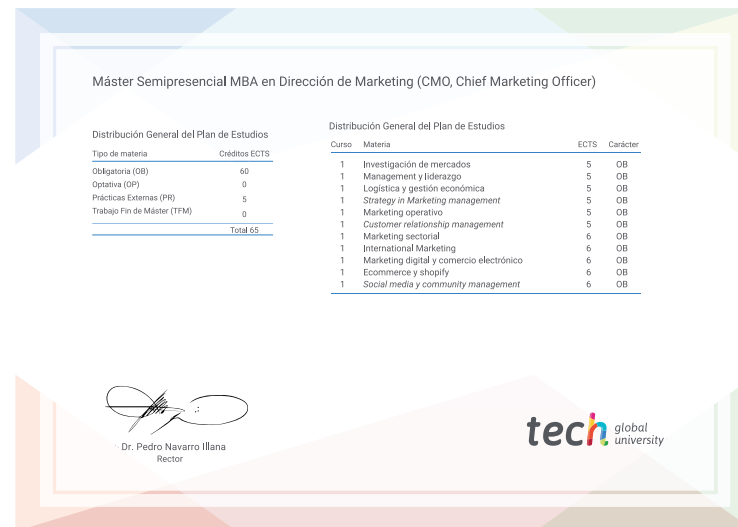 Máster Semipresencial MBA en Dirección de Marketing (CMO, Chief Marketing Officer)
Distribución General del Plan de Estudios
Tipo de materia Créditos ECTS
Obligatoria (OB) 60
Optativa (OP) 0
Prácticas Externas (PR) 5
Trabajo Fin de Máster (TFM) 0
Total 65
Distribución General del Plan de Estudios
Curso Materia ECTS Carácter
1 Investigación de mercados 5 OB
1 Management y liderazgo 5 OB
1 Logística y gestión económica 5 OB
1 Strategy in Marketing management 5 OB
1 Marketing operativo 5 OB
1 Customer relationship management 5 OB
1 Marketing sectorial 6 OB
1 International Marketing 6 OB
1 Marketing digital y comercio electrónico 6 OB
1 Ecommerce y shopify 6 OB
1 Social media y community management 6 OB
Dr. Pedro Navarro Illana
Rector
tech global
university